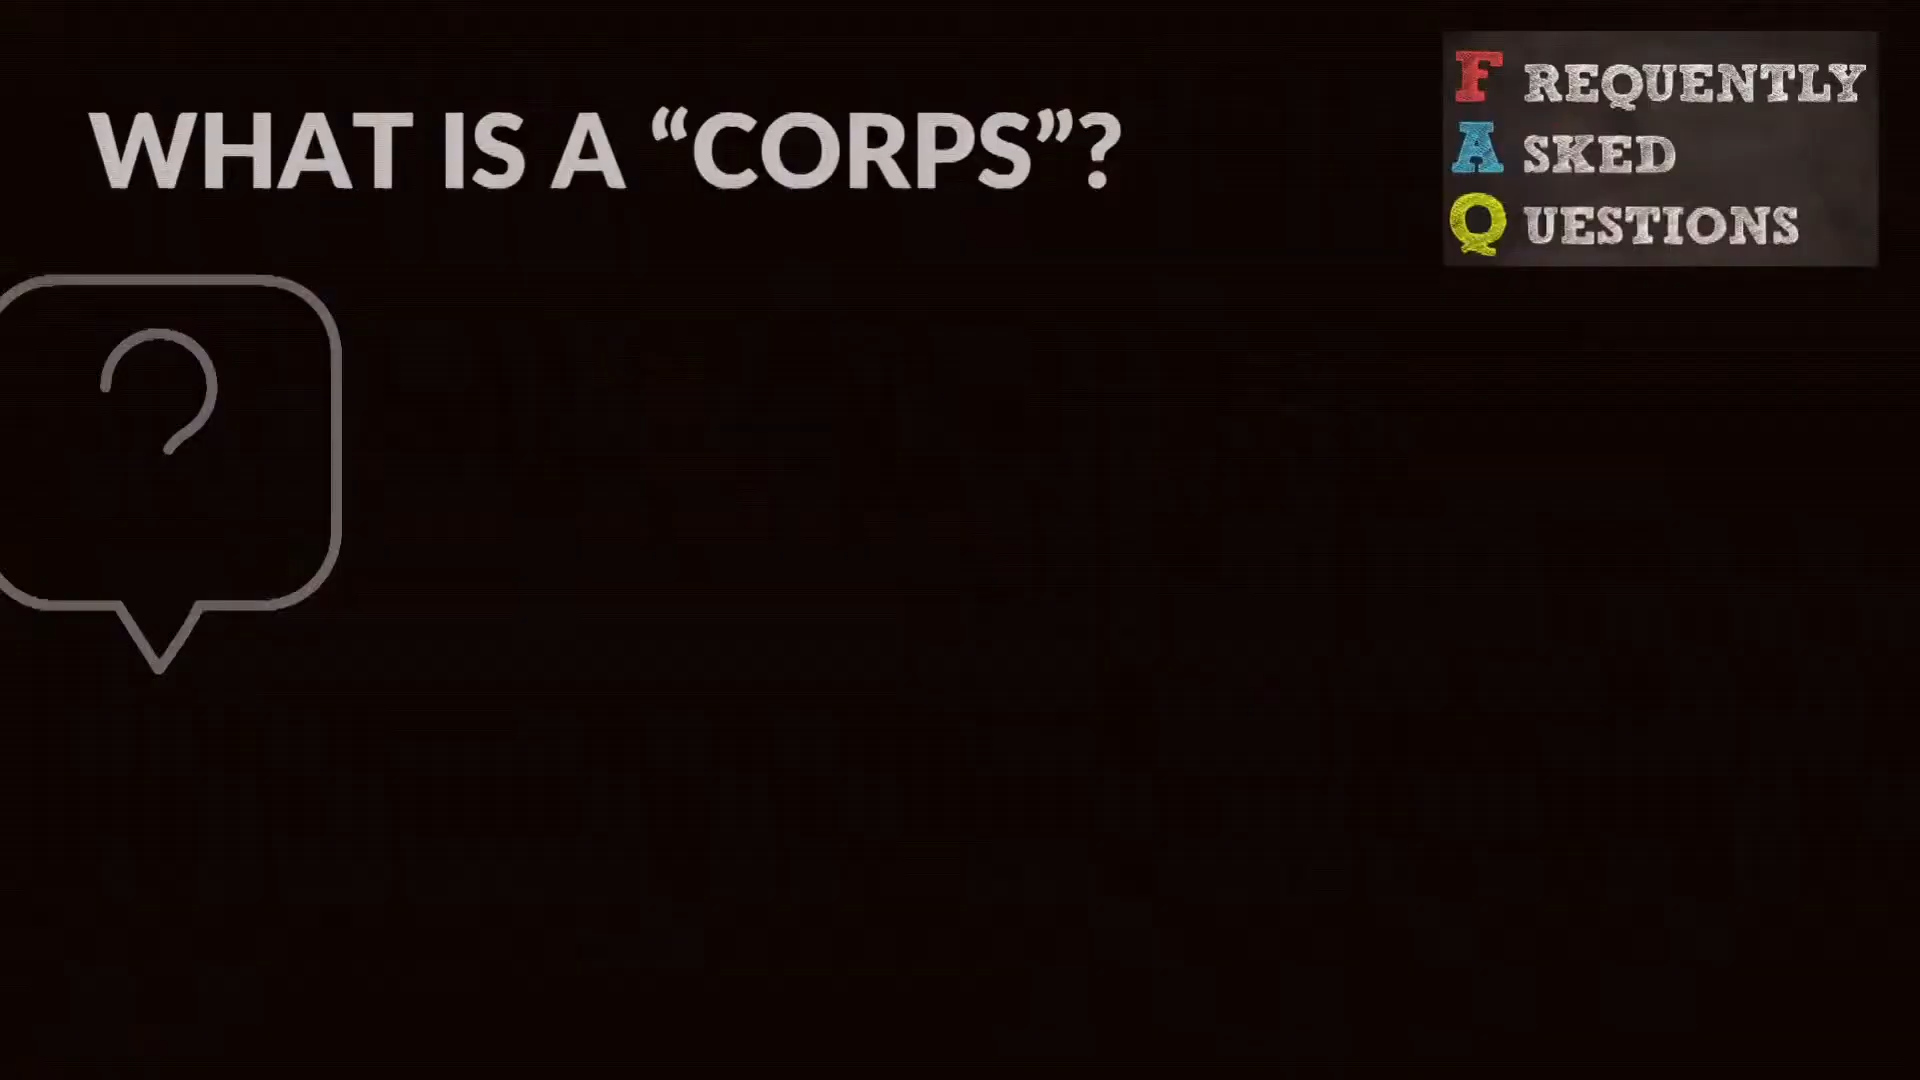 WHAT IS A “CORPS”?
FREQUENTLY
ASKED
QUESTIONS
?